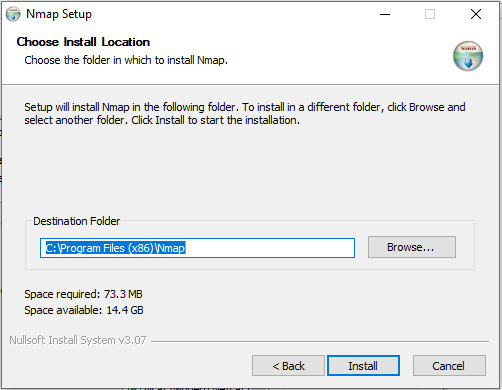 Nmap Setup
Choose Install Location
Choose the folder in which to install Nmap.
Setup will install Nmap in the following folder. To install in a different folder, click Browse and
select another folder. Click Install to start the installation.
Destination Folder
C:\Program Files (x86)\Nmap
Browse...
Space required: 73.3 MB
Space available: 14.4 GB
Nullsoft Install System v3.07
< Back
Install
Cancel